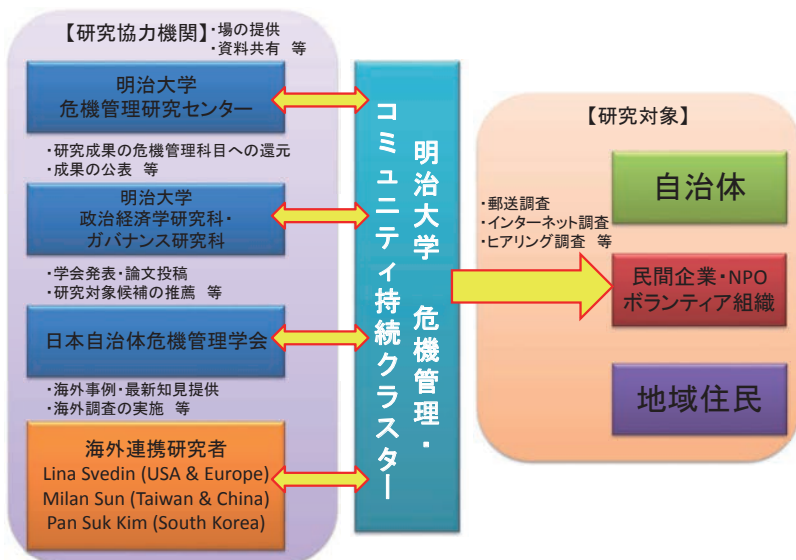 【研究協力機関】
・場の提供
・資料共有 等
明治大学
危機管理研究センター
・研究成果の危機管理科目への還元
・成果の公表 等
明治大学
政治経済学研究科・
ガバナンス研究科
・学会発表・論文投稿
・研究対象候補の推薦 等
日本自治体危機管理学会
・海外事例・最新知見提供
・海外調査の実施 等
海外連携研究者
Lina Svedin (USA & Europe)
Milan Sun (Taiwan & China)
Pan Suk Kim (South Korea)
明治大学 危機管理・
コミュニティ持続クラスター
【研究対象】
・郵送調査
・インターネット調査
・ヒアリング調査 等
自治体
民間企業・NPO
ボランティア組織
地域住民